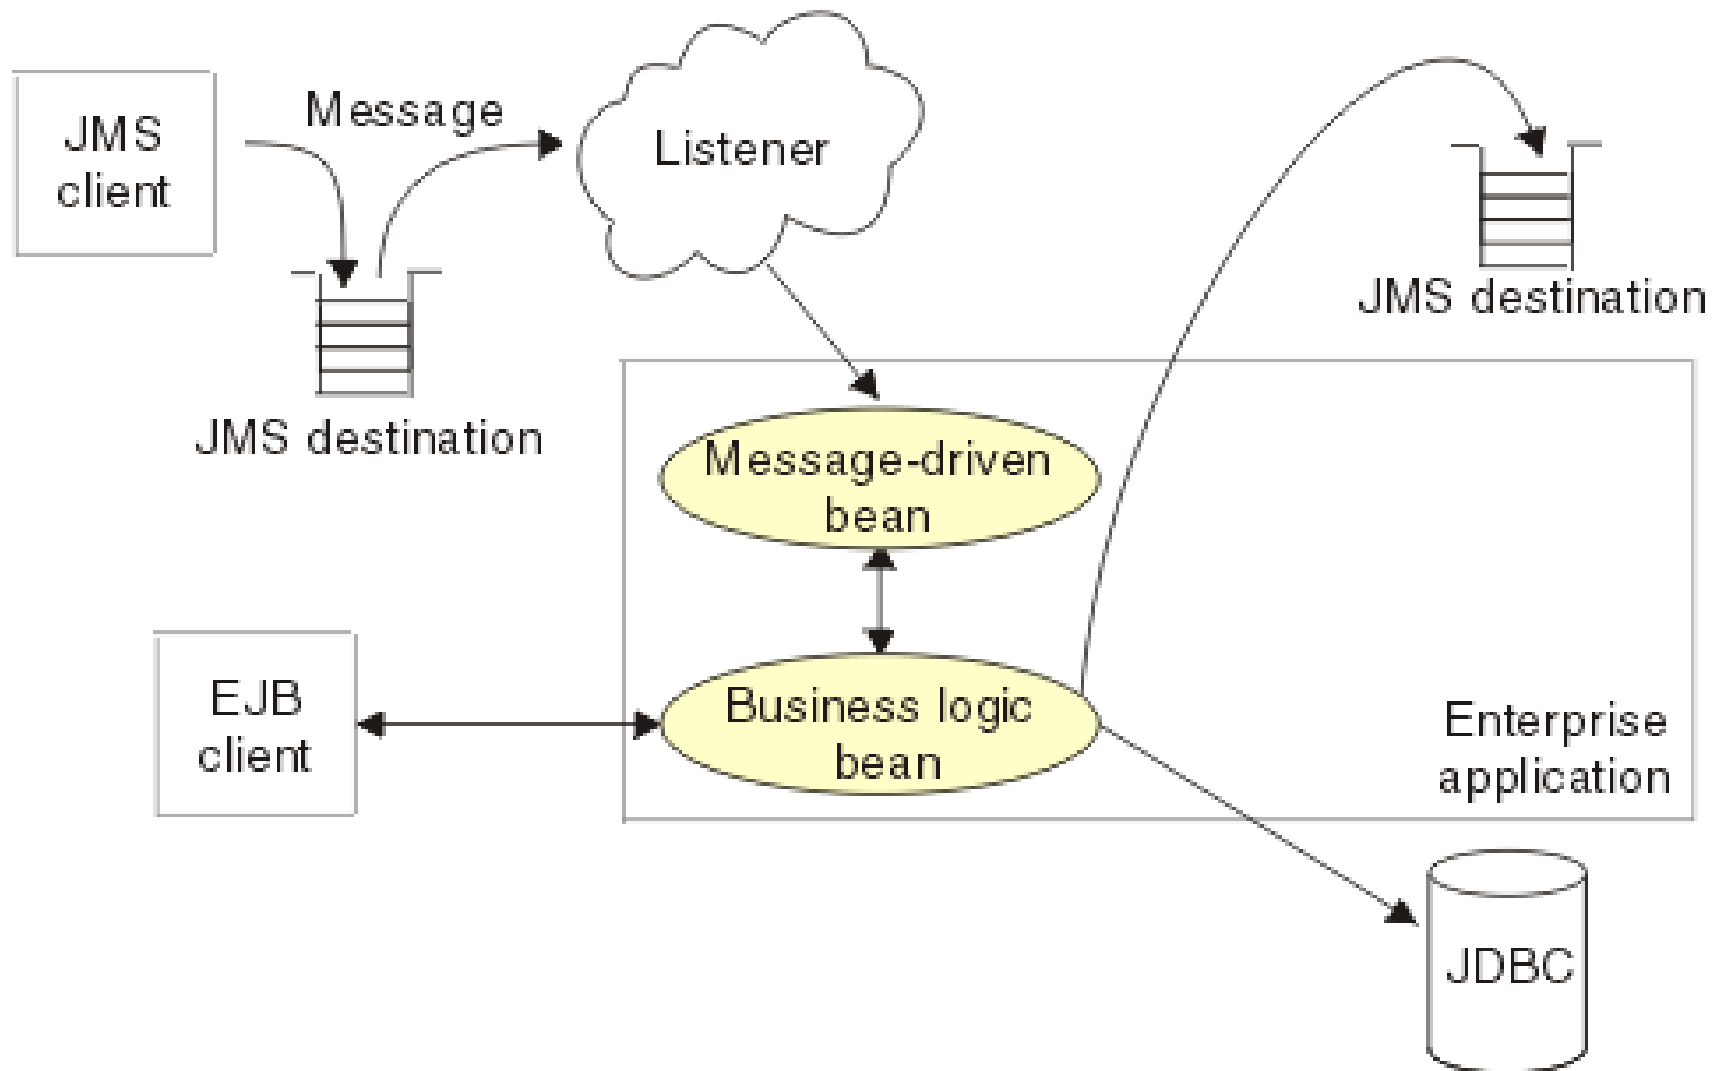 JMS
client
Message
Listener
JMS destination
JMS destination
Message-driven
bean
EJB
client
Business logic
bean
Enterprise
application
JDBC